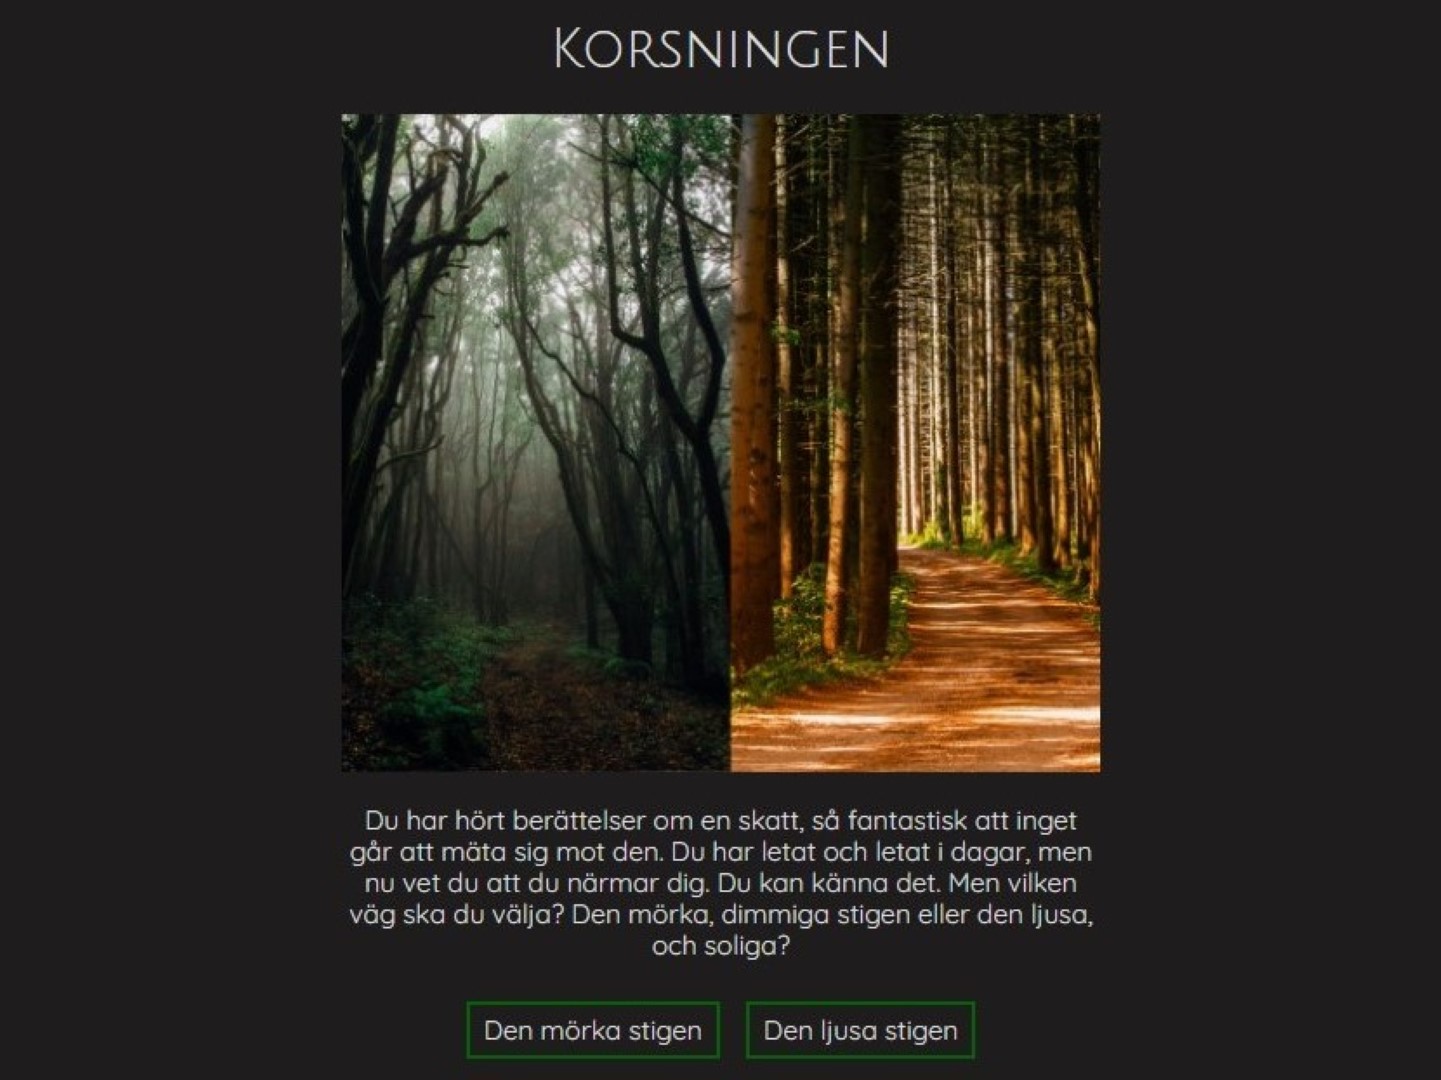 KORSNINGEN
Du har hört berättelser om en skatt, så fantastisk att inget
går att mäta sig mot den. Du har letat och letat i dagar, men
nu vet du att du närmar dig. Du kan känna det. Men vilken
väg ska du välja? Den mörka, dimmiga stigen eller den ljusa,
och soliga?
Den mörka stigen
Den ljusa stigen